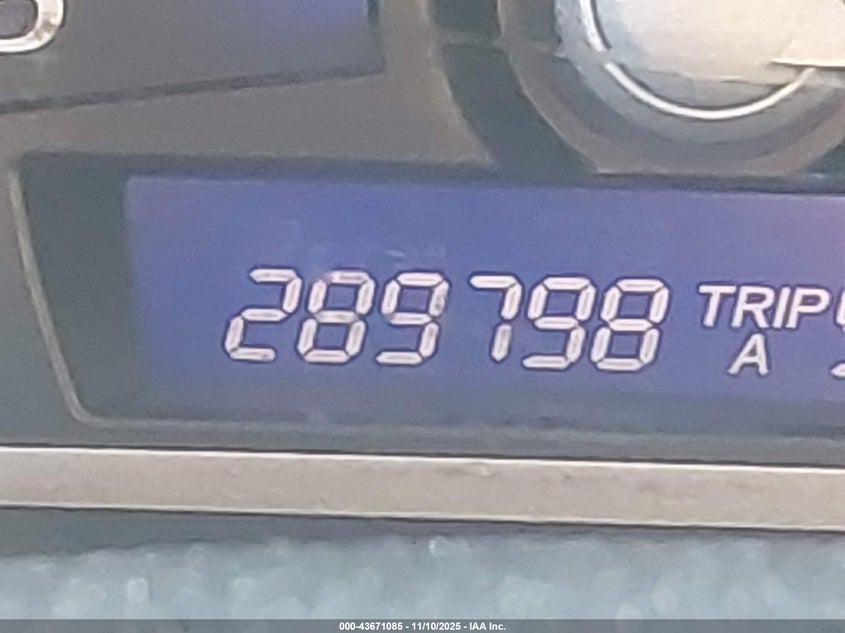 289798 TRIP
A
000-43671085 - 11/10/2025 - IAA Inc.